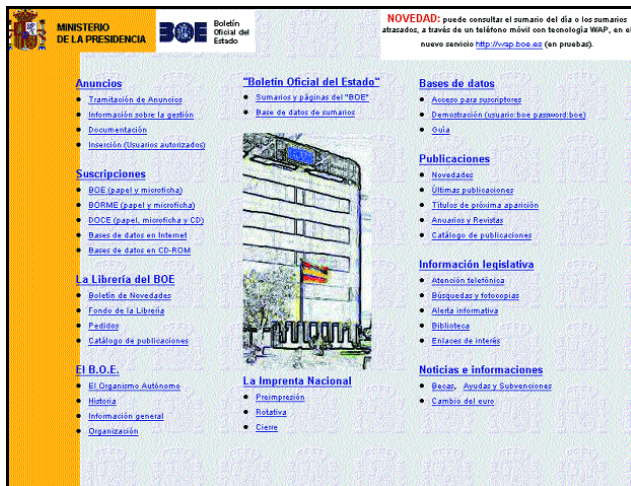 MINISTERIO
DE LA PRESIDENCIA
BOE
Boletín
Oficial del
Estado
NOVEDAD: puede consultar el sumario del día o los sumarios
atrasados, a través de un teléfono móvil con tecnología WAP, en el
nuevo servicio http://wap.boe.es (en pruebas).
Anuncios
Tramitación de Anuncios
Información sobre la gestión
Documentación
Inserción (Usuarios autorizados)
Suscripciones
BOE (papel y microficha)
BORME (papel y microficha)
DOCE (papel, microficha y CD)
Bases de datos en Internet
Bases de datos en CD-ROM
La Librería del BOE
Boletín de Novedades
Fondo de la Librería
Pedidos
Catálogo de publicaciones
El B.O.E.
El Organismo Autónomo
Historia
Información general
Organización
"Boletín Oficial del Estado"
Sumarios y páginas del "BOE"
Base de datos de sumarios
La Imprenta Nacional
Preimpresión
Rotativa
Cierre
Bases de datos
Acceso para suscriptores
Demostración (usuario:boe password:boe)
Guía
Publicaciones
Novedades
Últimas publicaciones
Títulos de próxima aparición
Anuarios y Revistas
Catálogo de publicaciones
Información legislativa
Atención telefónica
Búsquedas y fotocopias
Alerta informativa
Biblioteca
Enlaces de interés
Noticias e informaciones
Becas, Ayudas y Subvenciones
Cambio del euro